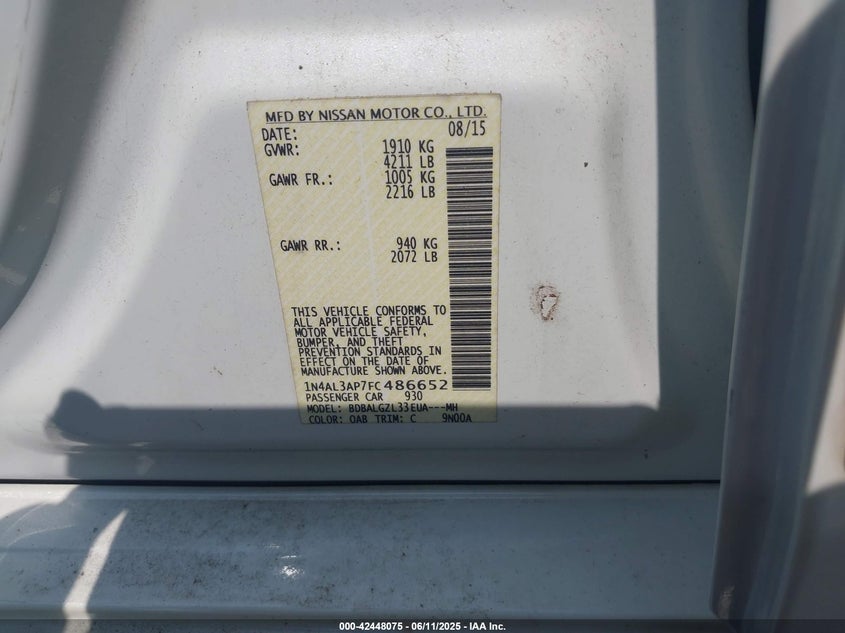 MFD BY NISSAN MOTOR CO., LTD.
DATE: 08/15
GVWR: 1910 KG
4211 LB
GAWR FR.: 1005 KG
2216 LB
GAWR RR.: 940 KG
2072 LB
THIS VEHICLE CONFORMS TO
ALL APPLICABLE FEDERAL
MOTOR VEHICLE SAFETY,
BUMPER, AND THEFT
PREVENTION STANDARDS IN
EFFECT ON THE DATE OF
MANUFACTURE SHOWN ABOVE.
1N4AL3AP7FC486652
PASSENGER CAR 930
MODEL: BDBALGZL33EUA---MH
COLOR: QAB TRIM: C 9N00A
000-42448075 - 06/11/2025 - IAA Inc.